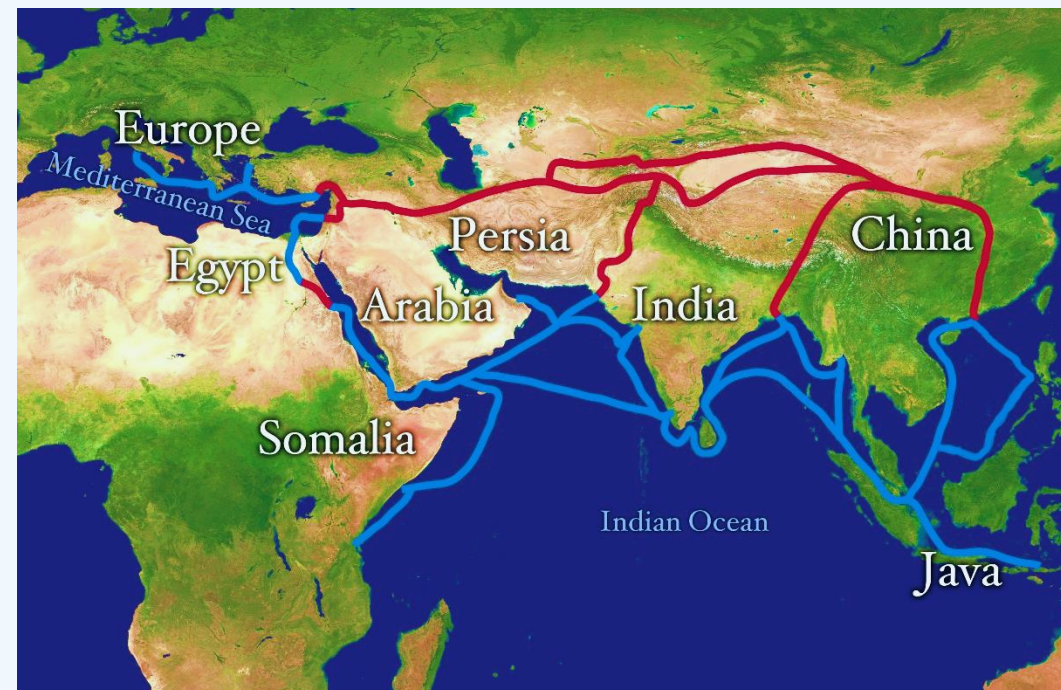 Europe
Mediterranean Sea
Egypt
Persia
China
Arabia
India
Somalia
Indian Ocean
Java